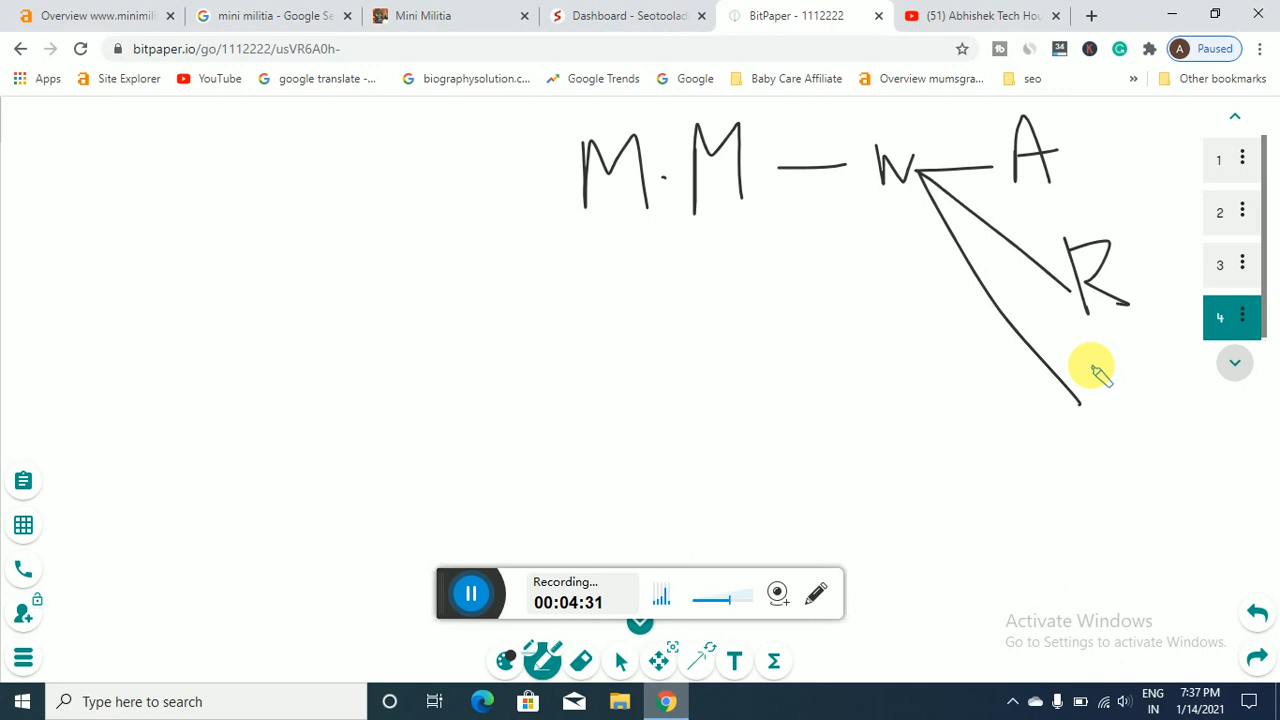 Overview www.minimili
mini militia - Google Se
Mini Militia
Dashboard - Seotoolad
BitPaper - 1112222
(51) Abhishek Tech Hou
bitpaper.io/go/1112222/usVR6A0h-
34
K
A Paused
Apps
Site Explorer
YouTube
google translate -...
biographysolution.c...
Google Trends
Google
Baby Care Affiliate
Overview mumsgra...
seo
»
Other bookmarks
M.M — W — A
R
1
2
3
4
Recording...
00:04:31
Activate Windows
Go to Settings to activate Windows.
T Σ
Type here to search
ENG
IN
7:37 PM
1/14/2021